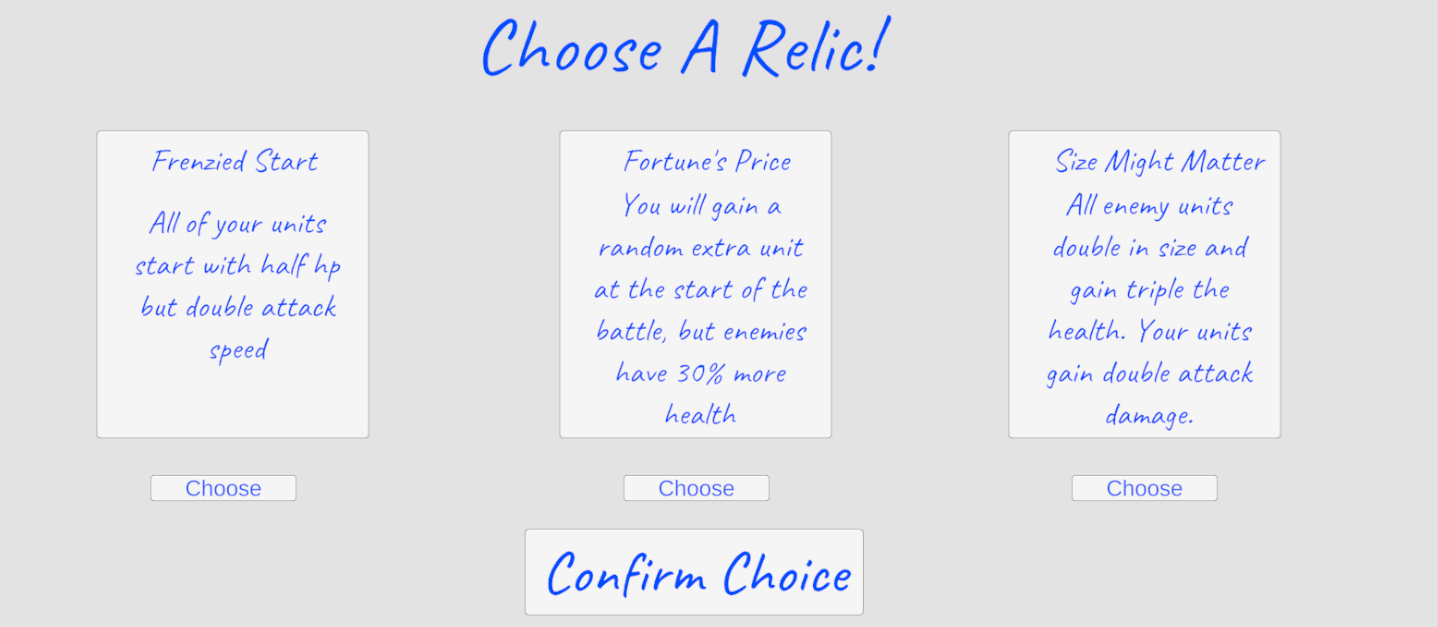 Choose A Relic!
Frenzied Start
All of your units
start with half hp
but double attack
speed
Choose
Fortune's Price
You will gain a
random extra unit
at the start of the
battle, but enemies
have 30% more
health
Choose
Size Might Matter
All enemy units
double in size and
gain triple the
health. Your units
gain double attack
damage.
Choose
Confirm Choice